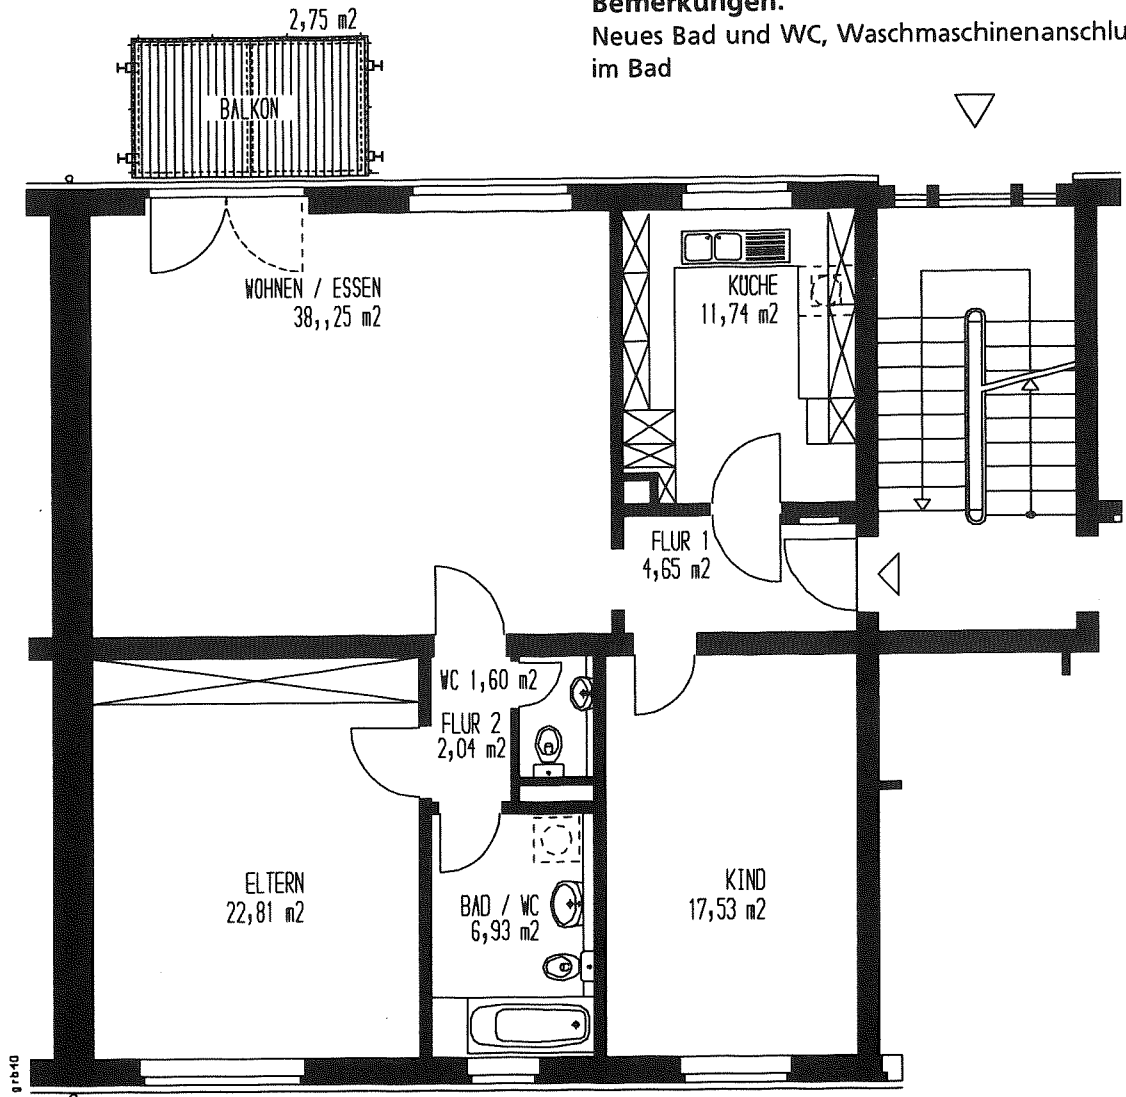 2,75 m2
Bemerkungen:
Neues Bad und WC, Waschmaschinenanschlu
im Bad
BALKON
WOHNEN / ESSEN
38,,25 m2
KÜCHE
11,74 m2
FLUR 1
4,65 m2
WC 1,60 m2
FLUR 2
2,04 m2
ELTERN
22,81 m2
BAD / WC
6,93 m2
KIND
17,53 m2
grb40